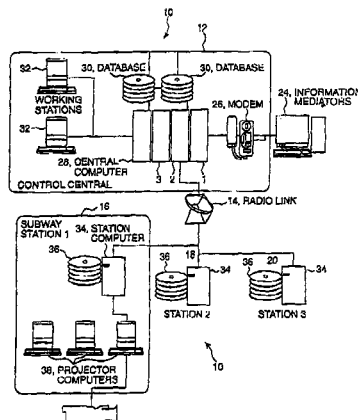 10
12
32
30, DATABASE
30, DATABASE
24, INFORMATION
MEDIATORS
26, MODEM
WORKING
STATIONS
32
28, CENTRAL
COMPUTER
3 2 1
CONTROL CENTRAL
14, RADIO LINK
16
SUBWAY
STATION 1
34, STATION
COMPUTER
36
18
36
34
20
36
34
STATION 2
STATION 3
38, PROJECTOR
COMPUTERS
10